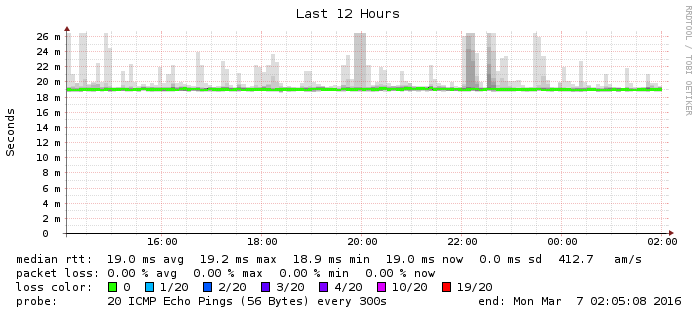 Last 12 Hours
RRDTOOL / TOBI OETIKER
Seconds
26 m
24 m
22 m
20 m
18 m
16 m
14 m
12 m
10 m
8 m
6 m
4 m
2 m
0
16:00 18:00 20:00 22:00 00:00 02:00
median rtt: 19.0 ms avg 19.2 ms max 18.9 ms min 19.0 ms now 0.0 ms sd 412.7 am/s
packet loss: 0.00 % avg 0.00 % max 0.00 % min 0.00 % now
loss color: 0 1/20 2/20 3/20 4/20 10/20 19/20
probe: 20 ICMP Echo Pings (56 Bytes) every 300s end: Mon Mar 7 02:05:08 2016